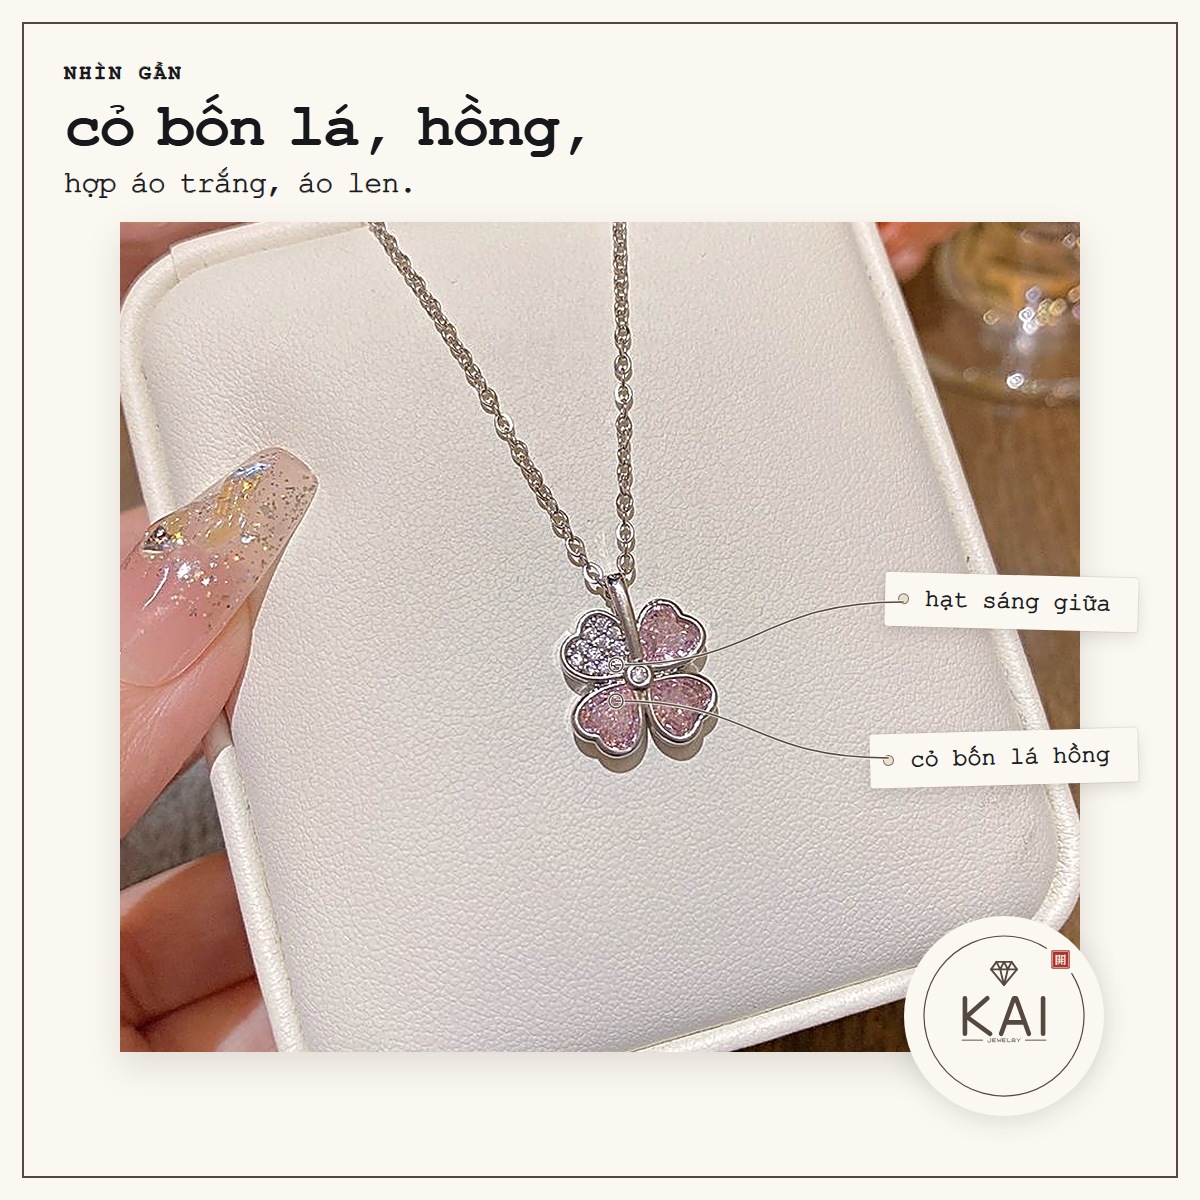 NHÌN GẦN
cỏ bốn lá, hồng,
hợp áo trắng, áo len.
hạt sáng giữa
cỏ bốn lá hồng
開
KAI
JEWELRY